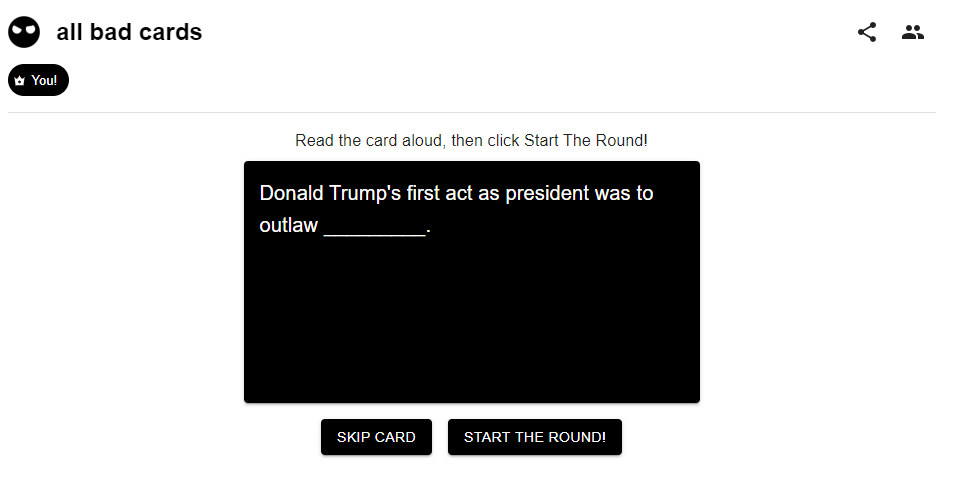 all bad cards
You!
Read the card aloud, then click Start The Round!
Donald Trump's first act as president was to
outlaw _________.
SKIP CARD
START THE ROUND!